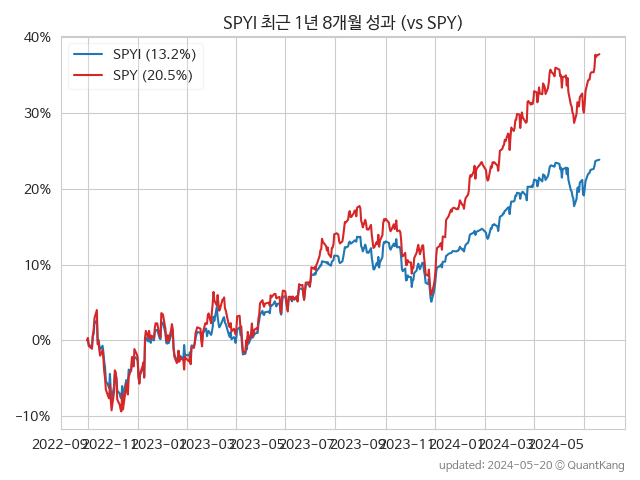 SPYI 최근 1년 8개월 성과 (vs SPY)
SPYI (13.2%)
SPY (20.5%)
40%
30%
20%
10%
0%
−10%
2022-09 2022-11 2023-01 2023-03 2023-05 2023-07 2023-09 2023-11 2024-01 2024-03 2024-05
updated: 2024-05-20 © QuantKang